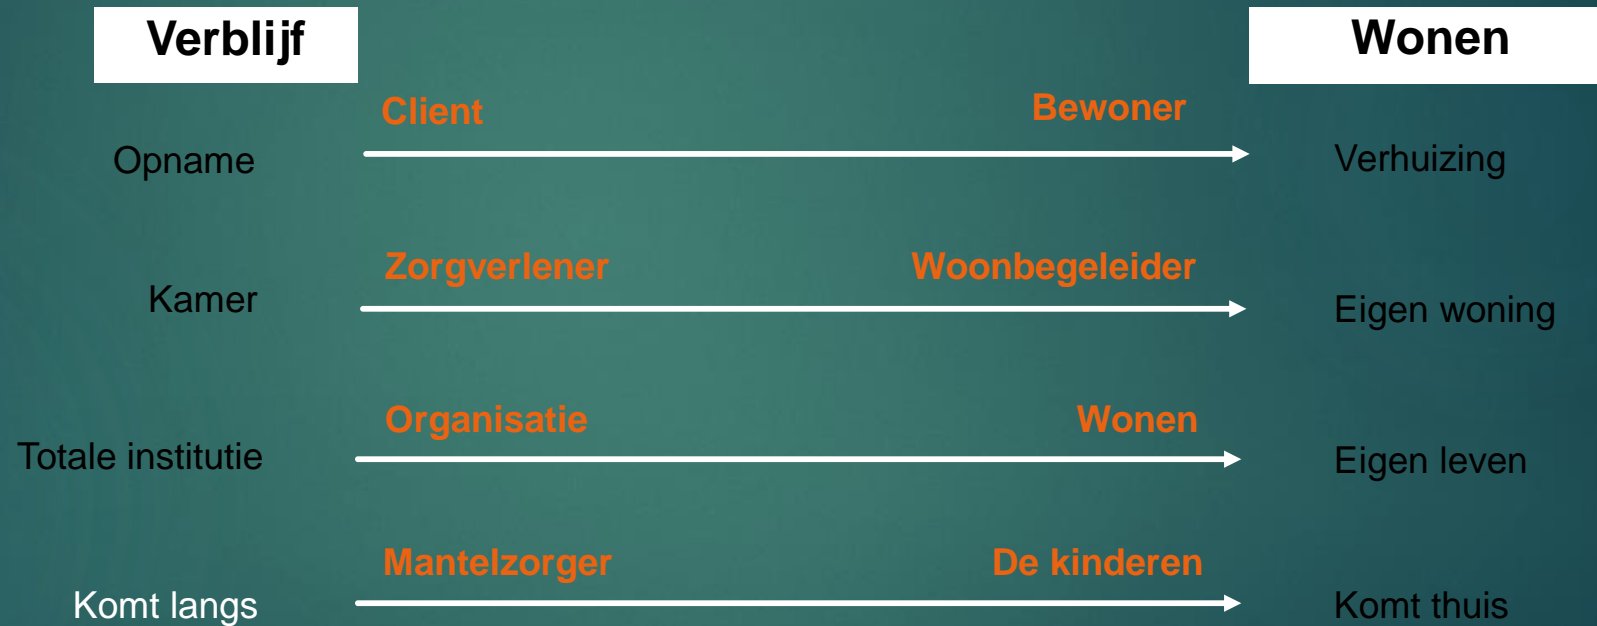 Verblijf
Wonen
Client
Bewoner
Opname
Verhuizing
Zorgverlener
Woonbegeleider
Kamer
Eigen woning
Organisatie
Wonen
Totale institutie
Eigen leven
Mantelzorger
De kinderen
Komt langs
Komt thuis